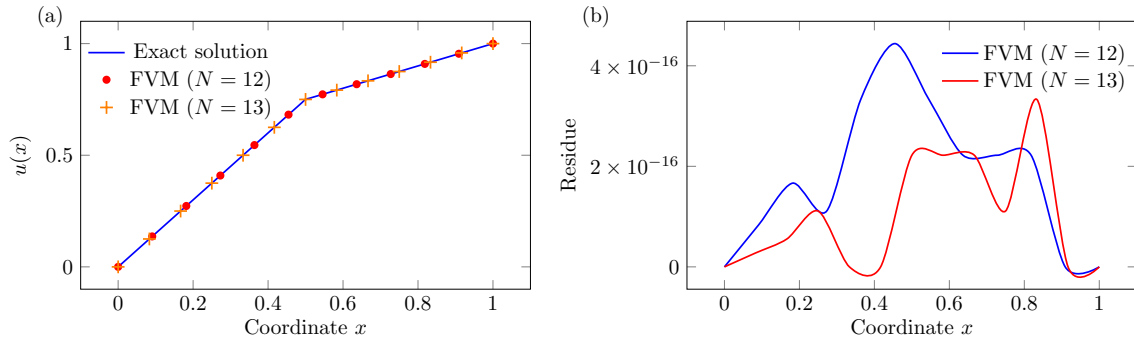 (a)
1
0.5
0
u(x)
Exact solution
FVM (N = 12)
FVM (N = 13)
0
0.2
0.4
0.6
0.8
1
Coordinate x
(b)
4 × 10⁻¹⁶
2 × 10⁻¹⁶
0
Residue
FVM (N = 12)
FVM (N = 13)
0
0.2
0.4
0.6
0.8
1
Coordinate x